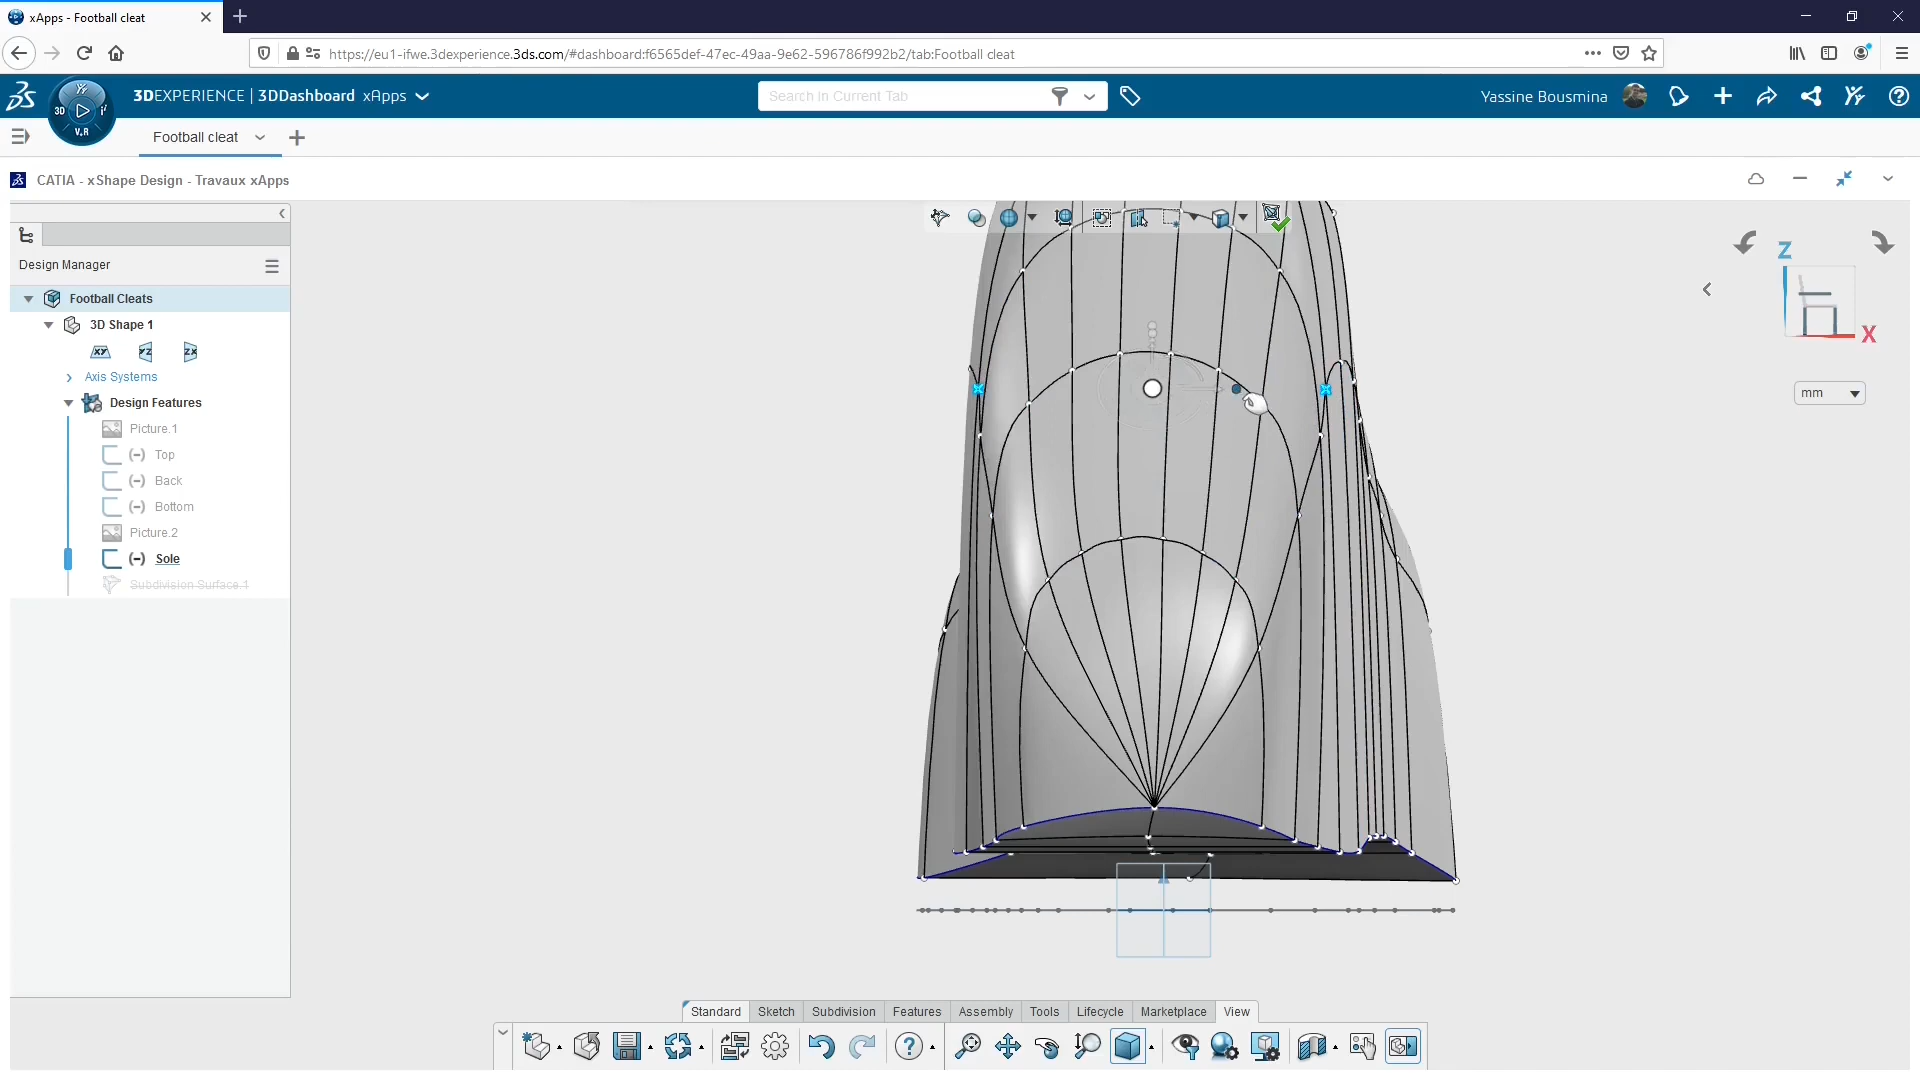 xApps - Football cleat
https://eu1-ifwe.3dexperience.3ds.com/#dashboard:f6565def-47ec-49aa-9e62-596786f992b2/tab:Football cleat
3DEXPERIENCE | 3DDashboard xApps
Search In Current Tab
Yassine Bousmina
3D
V.R
Football cleat
CATIA - xShape Design - Travaux xApps
Design Manager
Football Cleats
3D Shape 1
XY YZ ZX
Axis Systems
Design Features
Picture.1
Top
Back
Bottom
Picture.2
Sole
Subdivision Surface.1
Z
X
mm
Standard Sketch Subdivision Features Assembly Tools Lifecycle Marketplace View